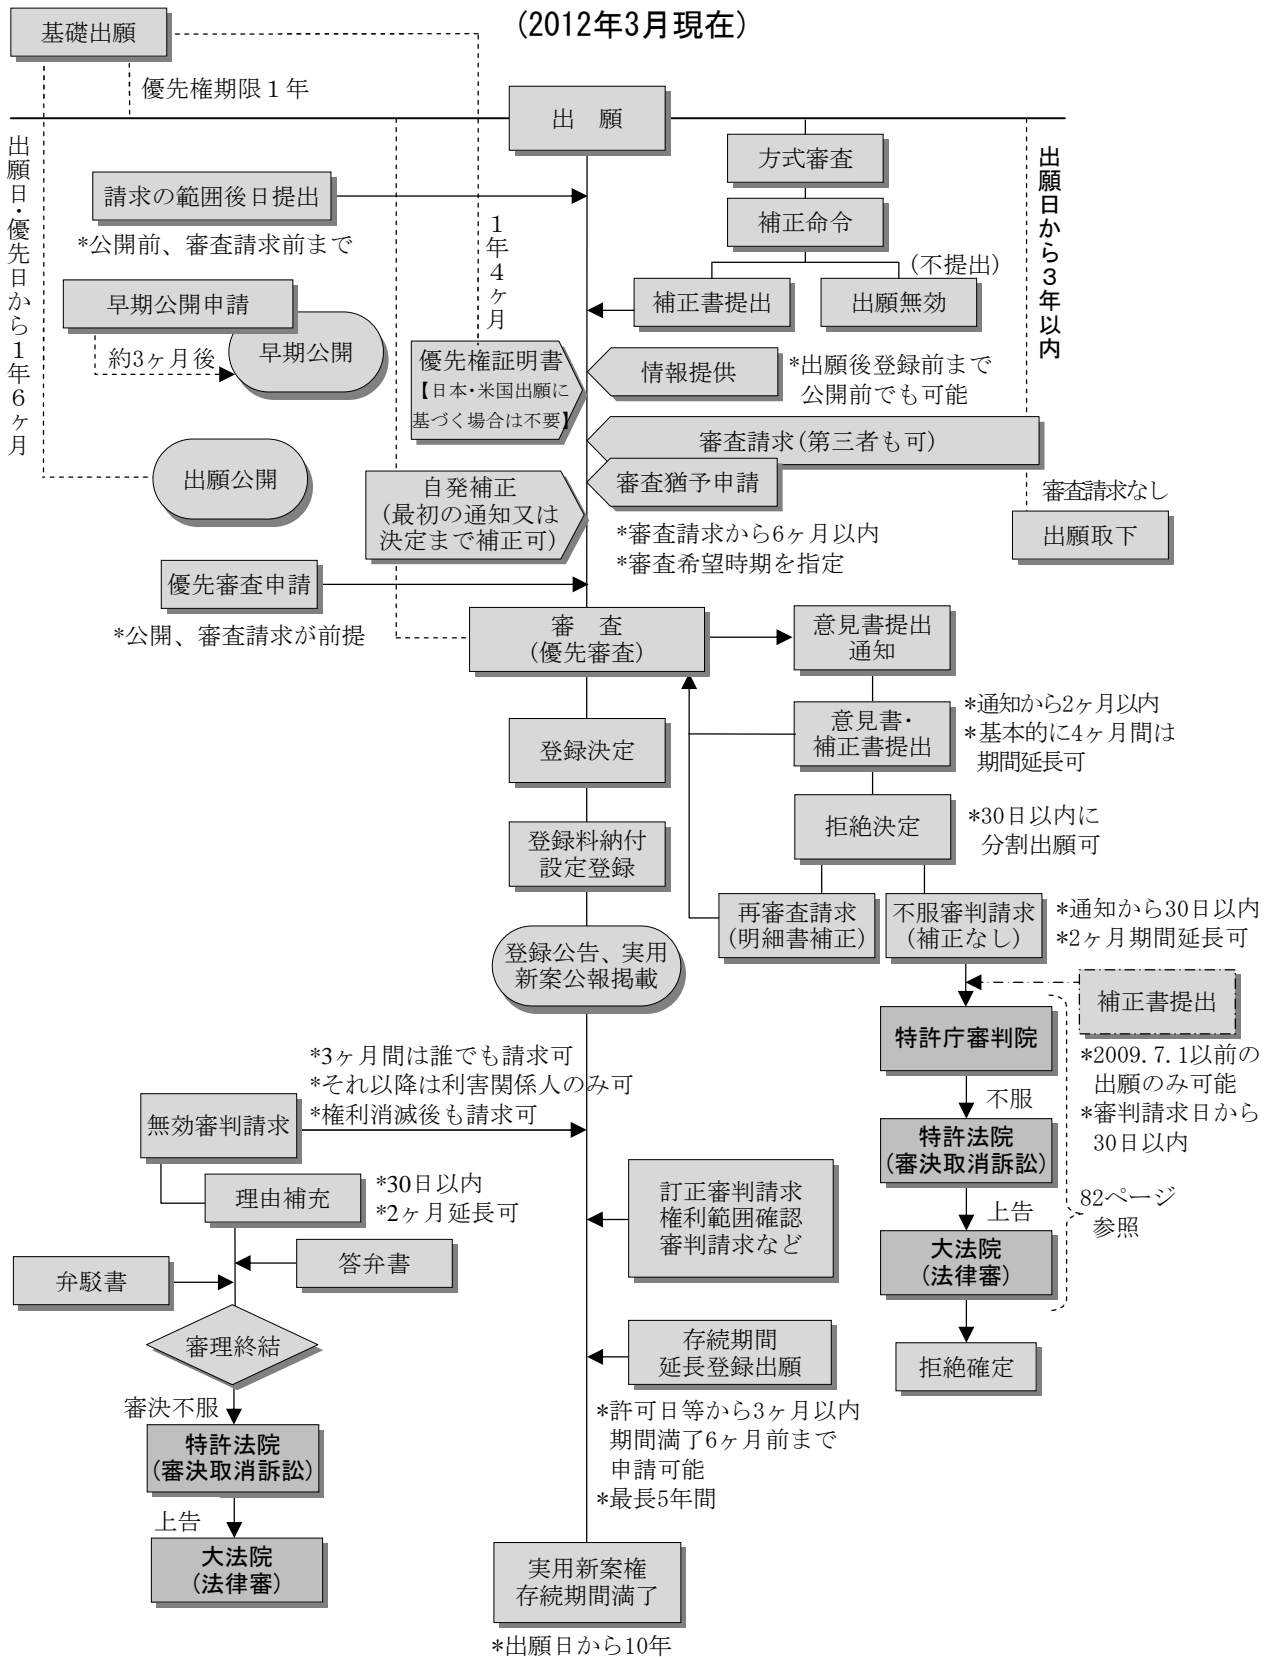 (2012年3月現在)
基礎出願
優先権期限1年
出　願
出願日・優先日から1年6ヶ月
出願日から3年以内
方式審査
請求の範囲後日提出
*公開前、審査請求前まで
1年4ヶ月
補正命令
(不提出)
早期公開申請
補正書提出
出願無効
約3ヶ月後
早期公開
優先権証明書
【日本・米国出願に
基づく場合は不要】
情報提供
*出願後登録前まで
公開前でも可能
審査請求(第三者も可)
出願公開
自発補正
(最初の通知又は
決定まで補正可)
審査猶予申請
*審査請求から6ヶ月以内
*審査希望時期を指定
審査請求なし
出願取下
優先審査申請
*公開、審査請求が前提
審　査
(優先審査)
意見書提出
通知
登録決定
意見書・
補正書提出
*通知から2ヶ月以内
*基本的に4ヶ月間は
期間延長可
拒絶決定
*30日以内に
分割出願可
登録料納付
設定登録
再審査請求
(明細書補正)
不服審判請求
(補正なし)
*通知から30日以内
*2ヶ月期間延長可
登録公告、実用
新案公報掲載
補正書提出
*2009.7.1以前の
出願のみ可能
*審判請求日から
30日以内
特許庁審判院
不服
特許法院
(審決取消訴訟)
上告
大法院
(法律審)
82ページ
参照
拒絶確定
*3ヶ月間は誰でも請求可
*それ以降は利害関係人のみ可
*権利消滅後も請求可
無効審判請求
理由補充
*30日以内
*2ヶ月延長可
答弁書
弁駁書
審理終結
審決不服
特許法院
(審決取消訴訟)
上告
大法院
(法律審)
訂正審判請求
権利範囲確認
審判請求など
存続期間
延長登録出願
*許可日等から3ヶ月以内
期間満了6ヶ月前まで
申請可能
*最長5年間
実用新案権
存続期間満了
*出願日から10年